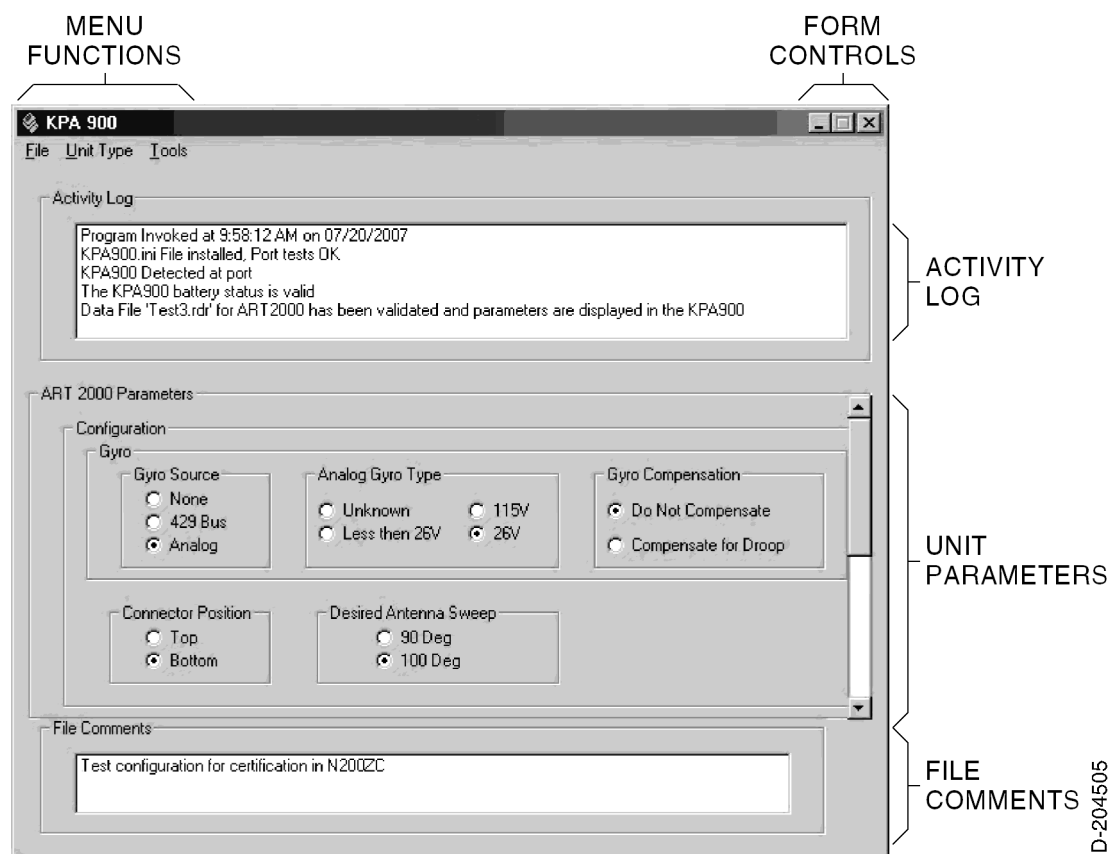 MENU
FUNCTIONS
FORM
CONTROLS
KPA 900
File Unit Type Tools
Activity Log
Program Invoked at 9:58:12 AM on 07/20/2007
KPA900.ini File installed, Port tests OK
KPA900 Detected at port
The KPA900 battery status is valid
Data File 'Test3.rdr' for ART2000 has been validated and parameters are displayed in the KPA900
ACTIVITY
LOG
ART 2000 Parameters
Configuration
Gyro
Gyro Source
None
429 Bus
Analog
Analog Gyro Type
Unknown 115V
Less then 26V 26V
Gyro Compensation
Do Not Compensate
Compensate for Droop
Connector Position
Top
Bottom
Desired Antenna Sweep
90 Deg
100 Deg
UNIT
PARAMETERS
File Comments
Test configuration for certification in N200ZC
FILE
COMMENTS
D-204505